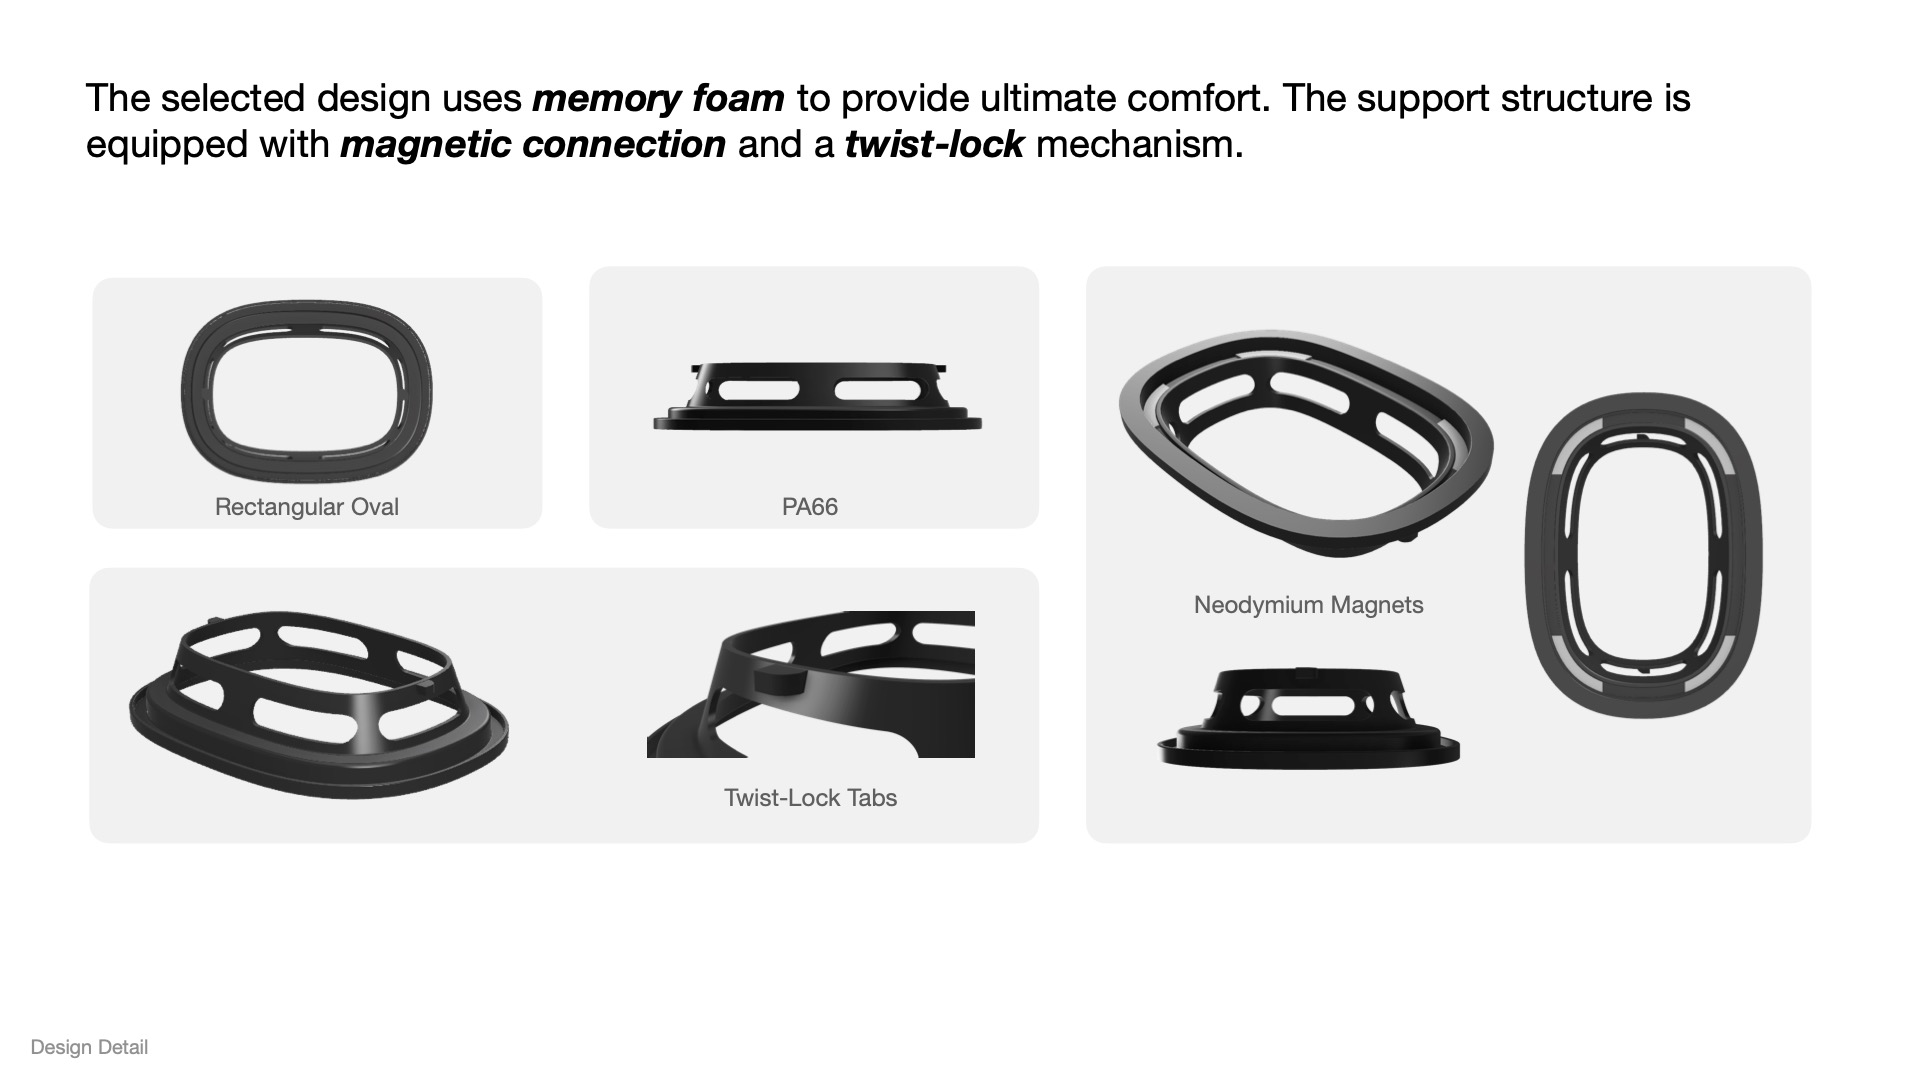 The selected design uses memory foam to provide ultimate comfort. The support structure is
equipped with magnetic connection and a twist-lock mechanism.
Rectangular Oval
PA66
Neodymium Magnets
Twist-Lock Tabs
Design Detail